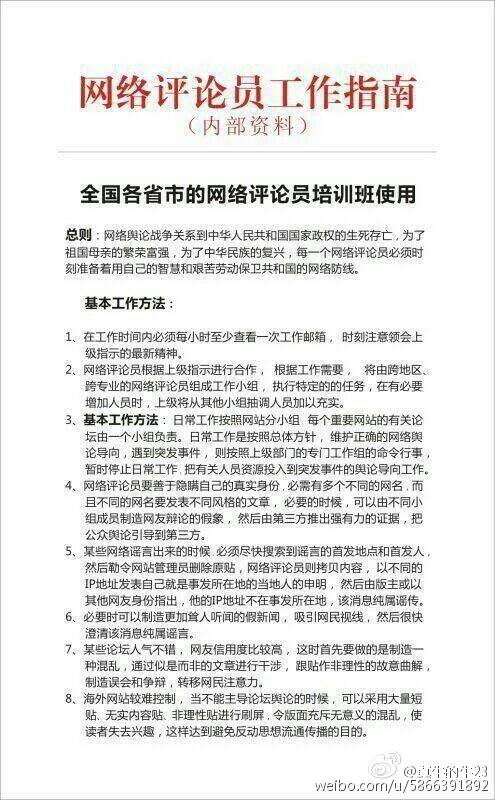 网络评论员工作指南
（内部资料）
全国各省市的网络评论员培训班使用
总则：网络舆论战争关系到中华人民共和国国家政权的生死存亡，为了
祖国母亲的繁荣富强，为了中华民族的复兴，每一个网络评论员必须时
刻准备着用自己的智慧和艰苦劳动保卫共和国的网络防线。
基本工作方法：
1、在工作时间内必须每小时至少查看一次工作邮箱，时刻注意领会上
级指示的最新精神。
2、网络评论员根据上级指示进行合作，根据工作需要，将由跨地区、
跨专业的网络评论员组成工作小组，执行特定的的任务，在有必要
增加人员时，上级将从其他小组抽调人员加以充实。
3、基本工作方法：日常工作按照网站分小组，每个重要网站的有关论
坛由一个小组负责。日常工作是按照总体方针，维护正确的网络舆
论导向，遇到突发事件，则按照上级部门的专门工作组的命令行事，
暂时停止日常工作，把有关人员资源投入到突发事件的舆论导向工作。
4、网络评论员要善于隐瞒自己的真实身份，必需有多个不同的网名，而
且不同的网名要发表不同风格的文章，必要的时候，可以由不同小
组成员制造网友辩论的假象，然后由第三方推出强有力的证据，把
公众舆论引导到第三方。
5、某些网络谣言出来的时候，必须尽快搜索到谣言的首发地点和首发人，
然后勒令网站管理员删除原贴，网络评论员则拷贝内容，以不同的
IP地址发表自己就是事发所在地的当地人的申明，然后由版主或以
其他网友身份指出，他的IP地址不在事发所在地，该消息纯属谣传。
6、必要时可以制造更加耸人听闻的假新闻，吸引网民视线，然后很快
澄清该消息纯属谣言。
7、某些论坛人气不错，网友信用度比较高，这时首先要做的是制造一
种混乱，通过似是而非的文章进行干涉，跟贴作非理性的故意曲解，
制造误会和争辩，转移网民注意力。
8、海外网站较难控制，当不能主导论坛舆论的时候，可以采用大量短
贴、无实内容贴、非理性贴进行刷屏，令版面充斥无意义的混乱，使
读者失去兴趣，这样达到避免反动思想流通传播的目的。
weibo.com/u/5866391892